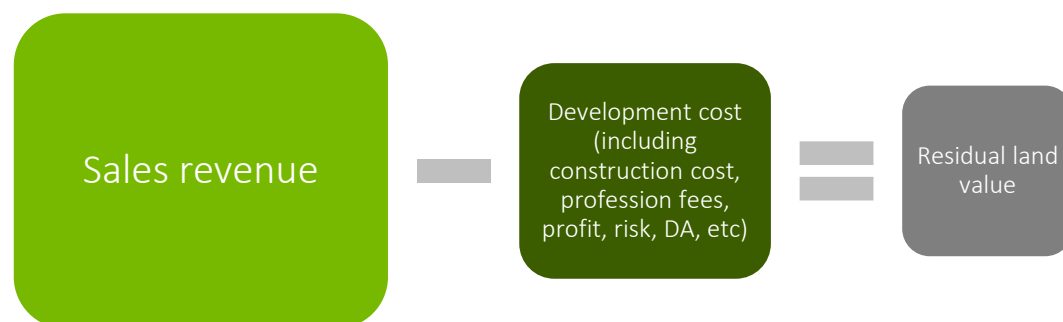 Sales revenue
Development cost
(including
construction cost,
profession fees,
profit, risk, DA, etc)
Residual land
value